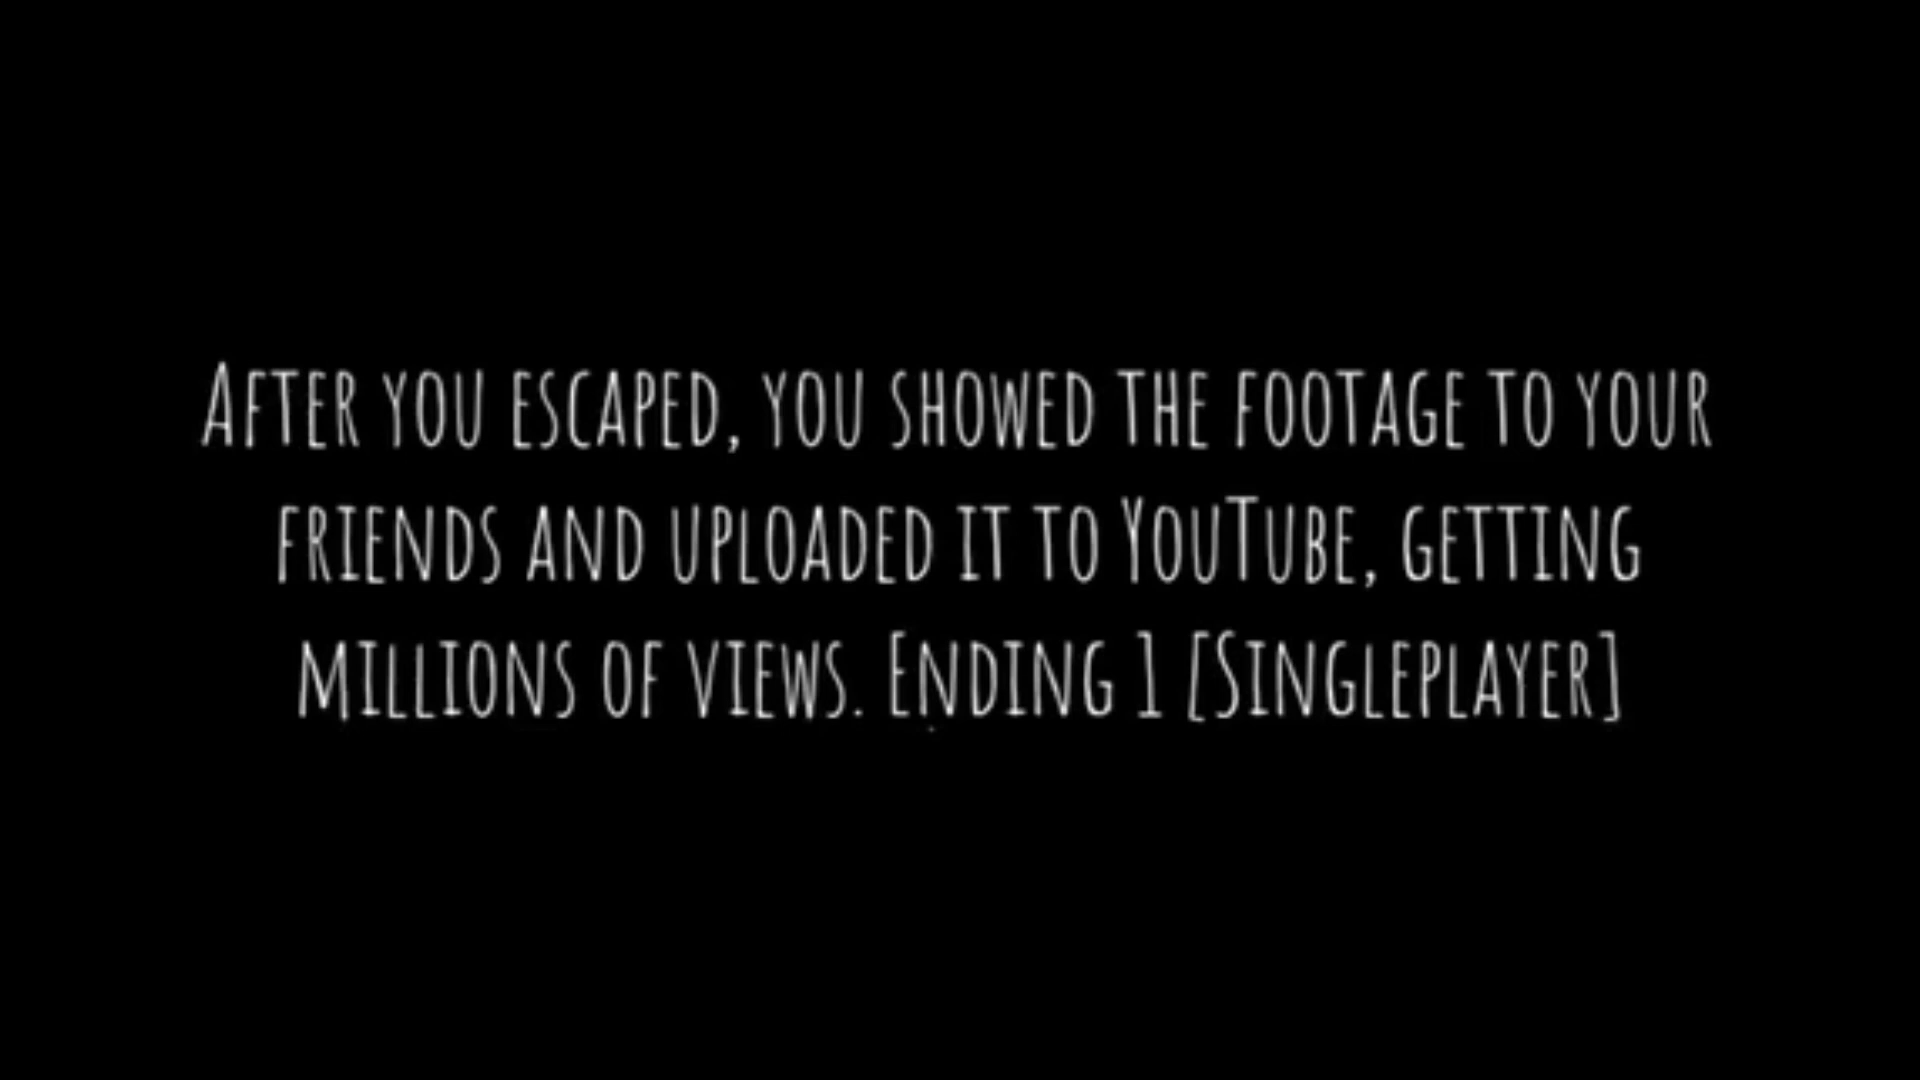 After you escaped, you showed the footage to your
friends and uploaded it to YouTube, getting
millions of views. Ending 1 [Singleplayer]